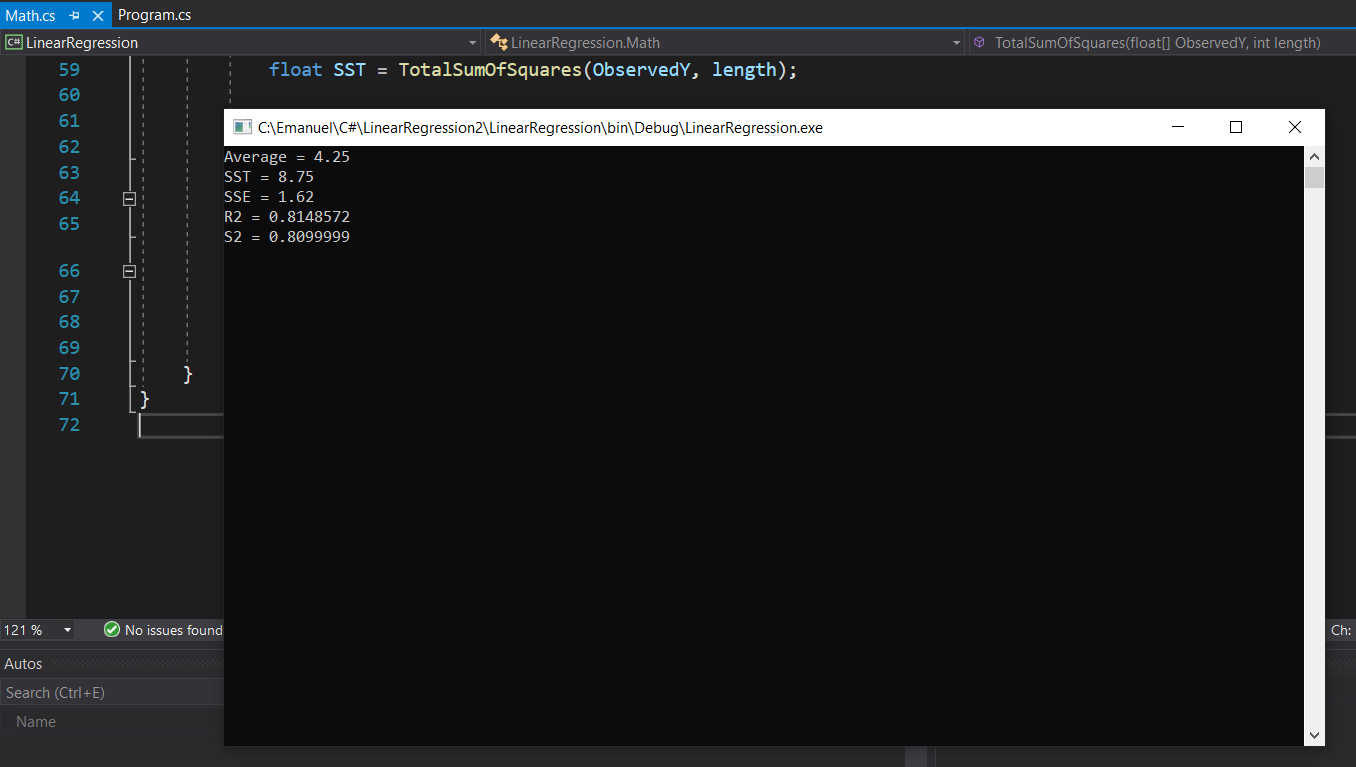 Math.cs Program.cs
C# LinearRegression LinearRegression.Math TotalSumOfSquares(float[] ObservedY, int length)
59 float SST = TotalSumOfSquares(ObservedY, length);
60
61
C:\Emanuel\C#\LinearRegression2\LinearRegression\bin\Debug\LinearRegression.exe
62
Average = 4.25
63
SST = 8.75
64
SSE = 1.62
65
R2 = 0.8148572
S2 = 0.8099999
66
67
68
69
70 }
71 }
72
121 % No issues found Ch:
Autos
Search (Ctrl+E)
Name